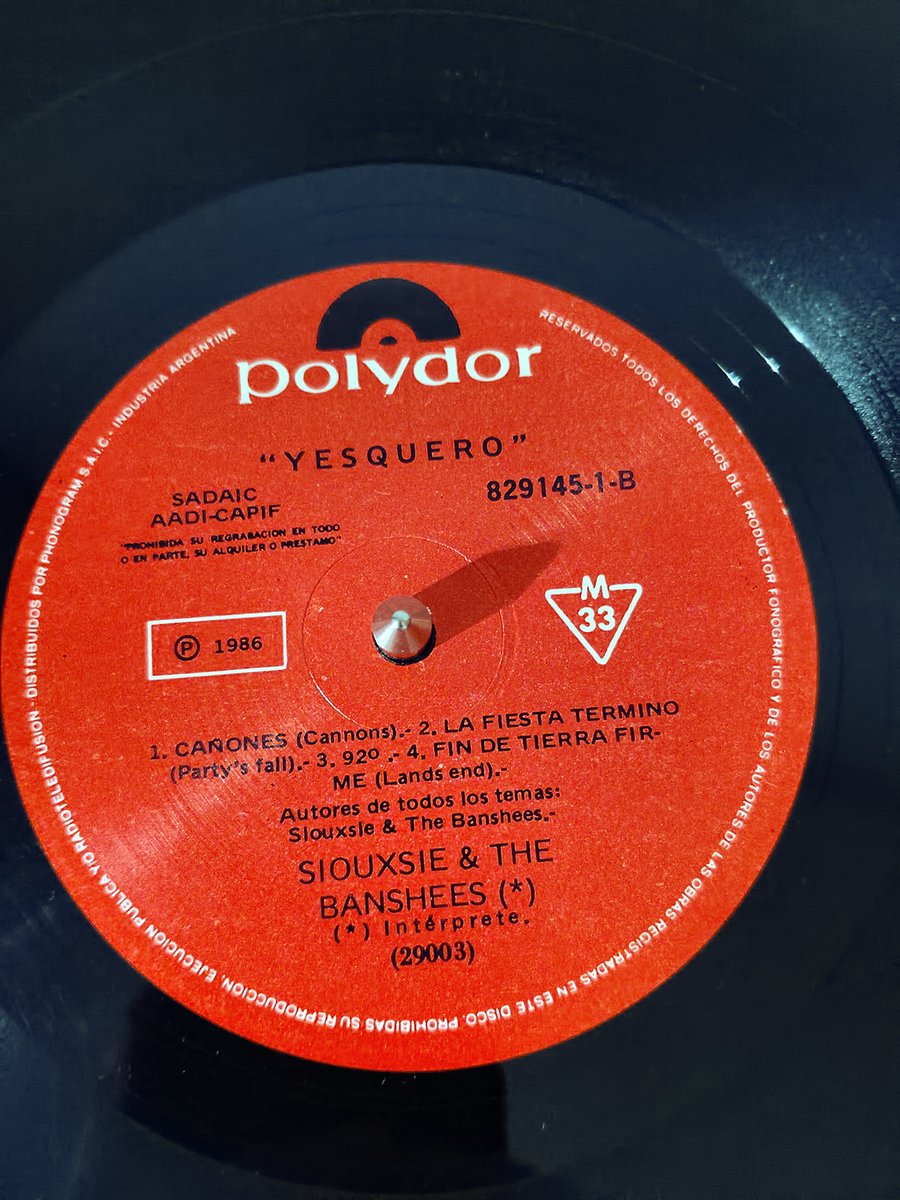 polydor
"YESQUERO"
SADAIC
AADI-CAPIF
829145-1-B
"PROHIBIDA SU REGRABACION EN TODO
O EN PARTE, SU ALQUILER O PRESTAMO"
M
33
Ⓟ 1986
1. CAÑONES (Cannons).- 2. LA FIESTA TERMINO
(Party's fall).- 3. 920 .- 4. FIN DE TIERRA FIR-
ME (Lands end).-
Autores de todos los temas:
Siouxsie & The Banshees.-
SIOUXSIE & THE
BANSHEES (*)
(*) Intérprete.
(29003)
RESERVADOS TODOS LOS DERECHOS DEL PRODUCTOR FONOGRAFICO Y DE LOS AUTORES DE LAS OBRAS REGISTRADAS EN ESTE DISCO. PROHIBIDAS SU REPRODUCCION, EJECUCION PUBLICA Y/O RADIOTELEDIFUSION - DISTRIBUIDOS POR PHONOGRAM S.A.I.C.- INDUSTRIA ARGENTINA